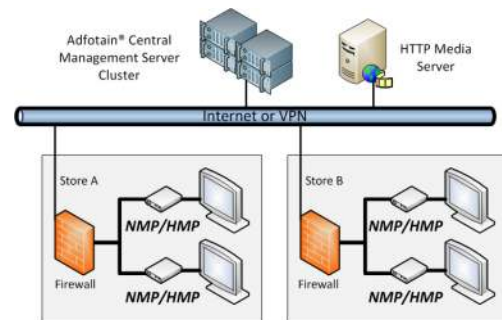 Adfotain® Central
Management Server
Cluster
HTTP Media
Server
Internet or VPN
Store A
NMP/HMP
Firewall
NMP/HMP
Store B
NMP/HMP
Firewall
NMP/HMP